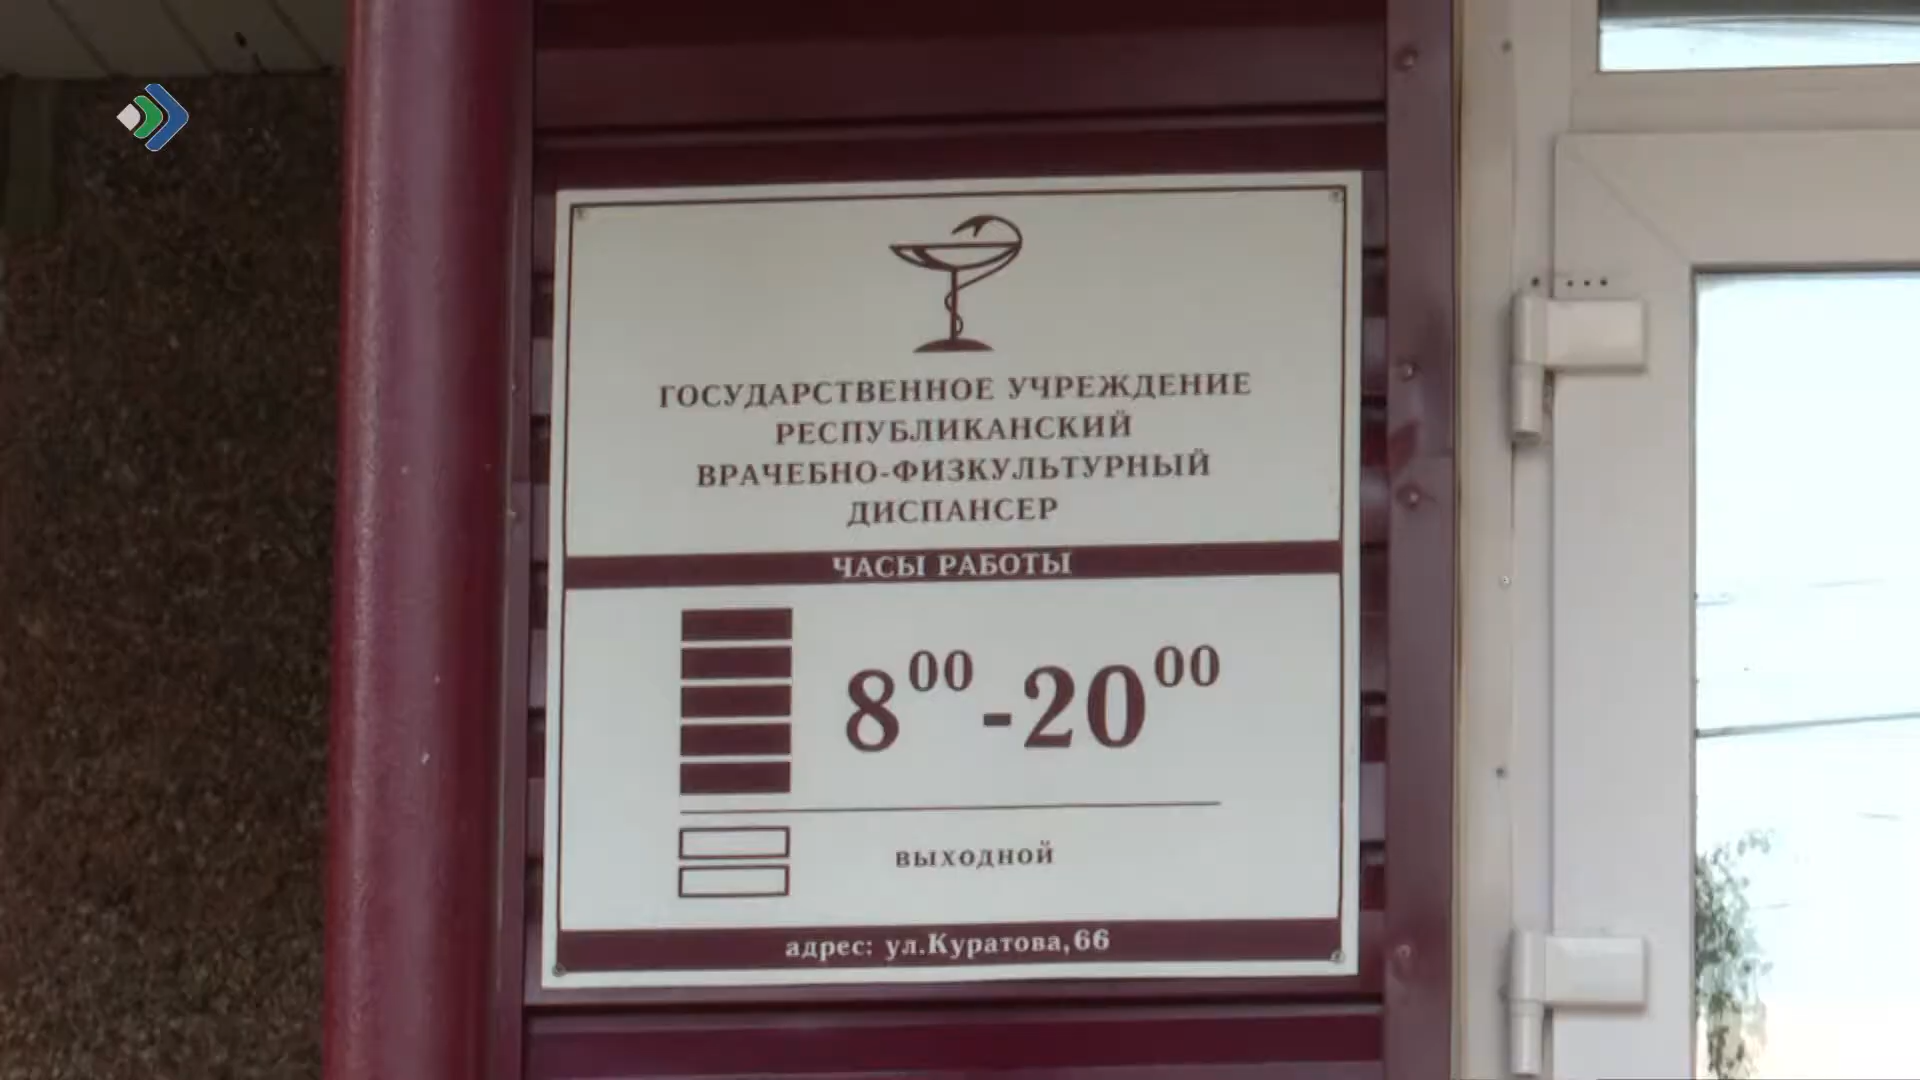 ГОСУДАРСТВЕННОЕ УЧРЕЖДЕНИЕ
РЕСПУБЛИКАНСКИЙ
ВРАЧЕБНО-ФИЗКУЛЬТУРНЫЙ
ДИСПАНСЕР
ЧАСЫ РАБОТЫ
8⁰⁰-20⁰⁰
выходной
адрес: ул.Куратова,66